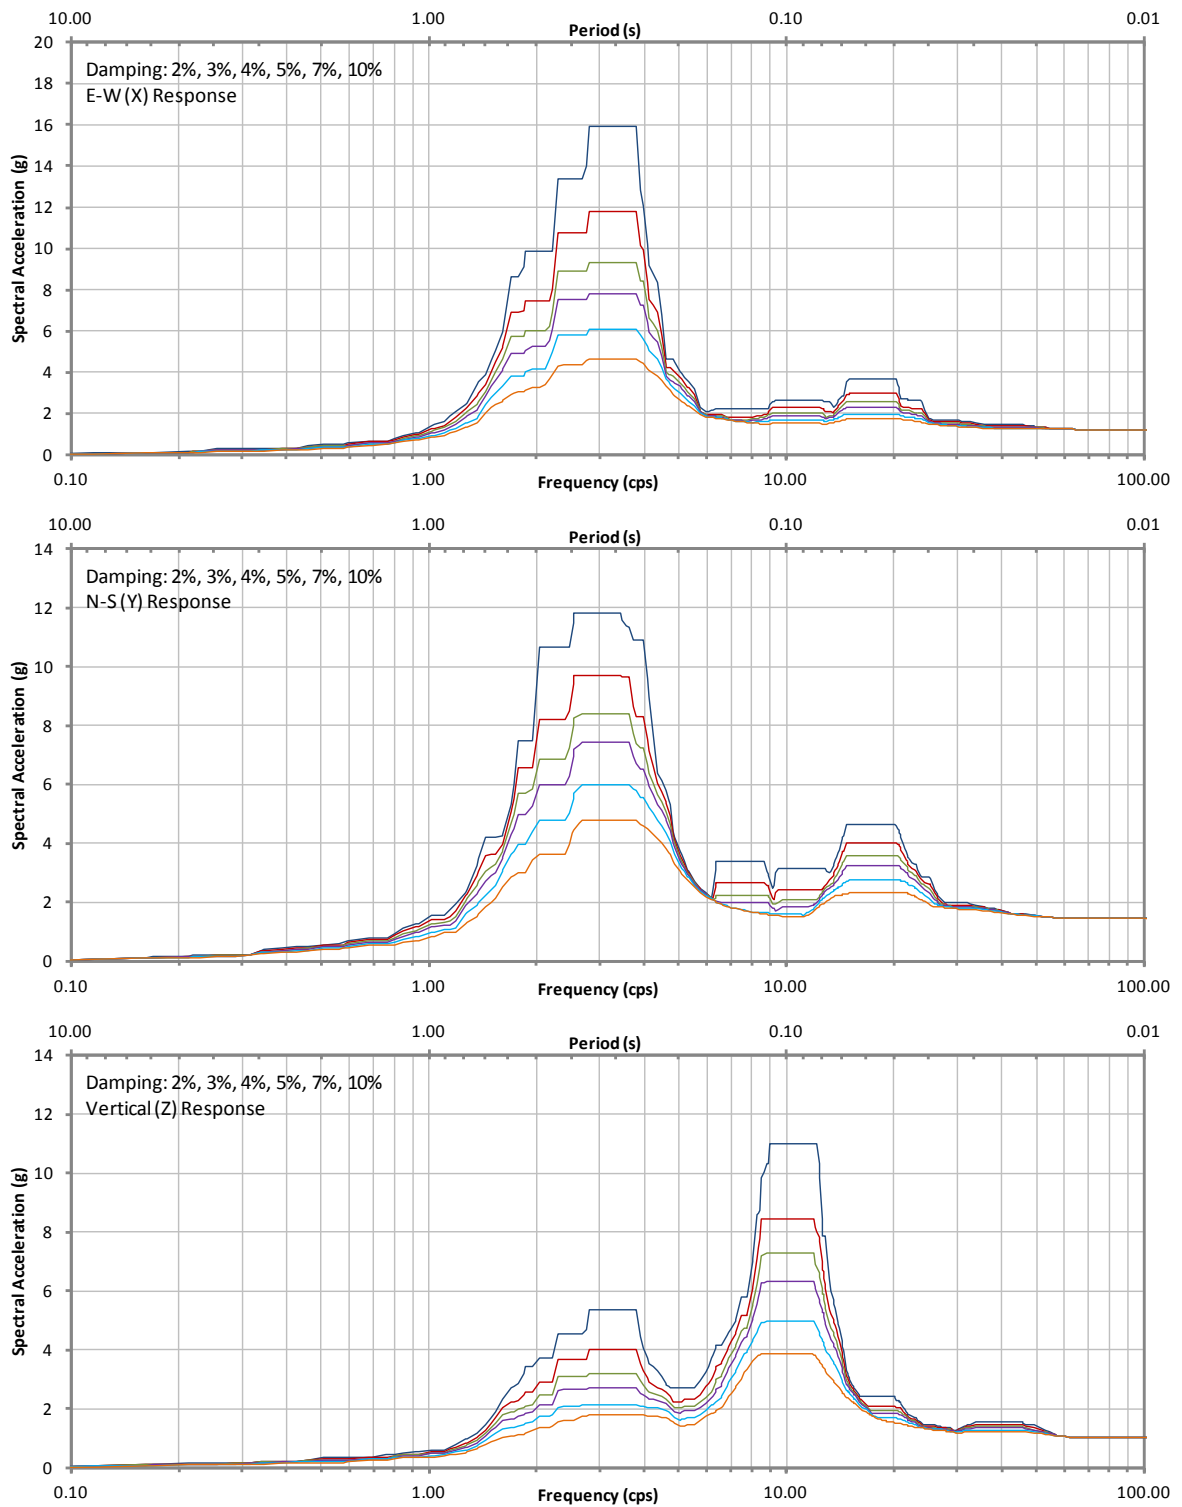 10.00 1.00 0.10 0.01
Period (s)
20
18
16
14
12
10
8
6
4
2
0
Spectral Acceleration (g)
Damping: 2%, 3%, 4%, 5%, 7%, 10%
E-W (X) Response
0.10 1.00 10.00 100.00
Frequency (cps)
10.00 1.00 0.10 0.01
Period (s)
14
12
10
8
6
4
2
0
Spectral Acceleration (g)
Damping: 2%, 3%, 4%, 5%, 7%, 10%
N-S (Y) Response
0.10 1.00 10.00 100.00
Frequency (cps)
10.00 1.00 0.10 0.01
Period (s)
14
12
10
8
6
4
2
0
Spectral Acceleration (g)
Damping: 2%, 3%, 4%, 5%, 7%, 10%
Vertical (Z) Response
0.10 1.00 10.00 100.00
Frequency (cps)